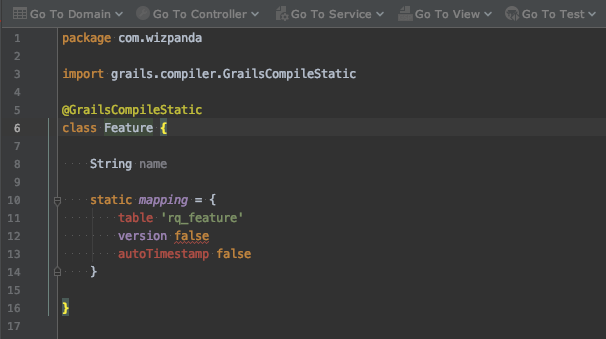 Go To Domain Go To Controller Go To Service Go To View Go To Test
1 package com.wizpanda
2
3 import grails.compiler.GrailsCompileStatic
4
5 @GrailsCompileStatic
6 class Feature {
7
8 String name
9
10 static mapping = {
11 table 'rq_feature'
12 version false
13 autoTimestamp false
14 }
15
16 }
17